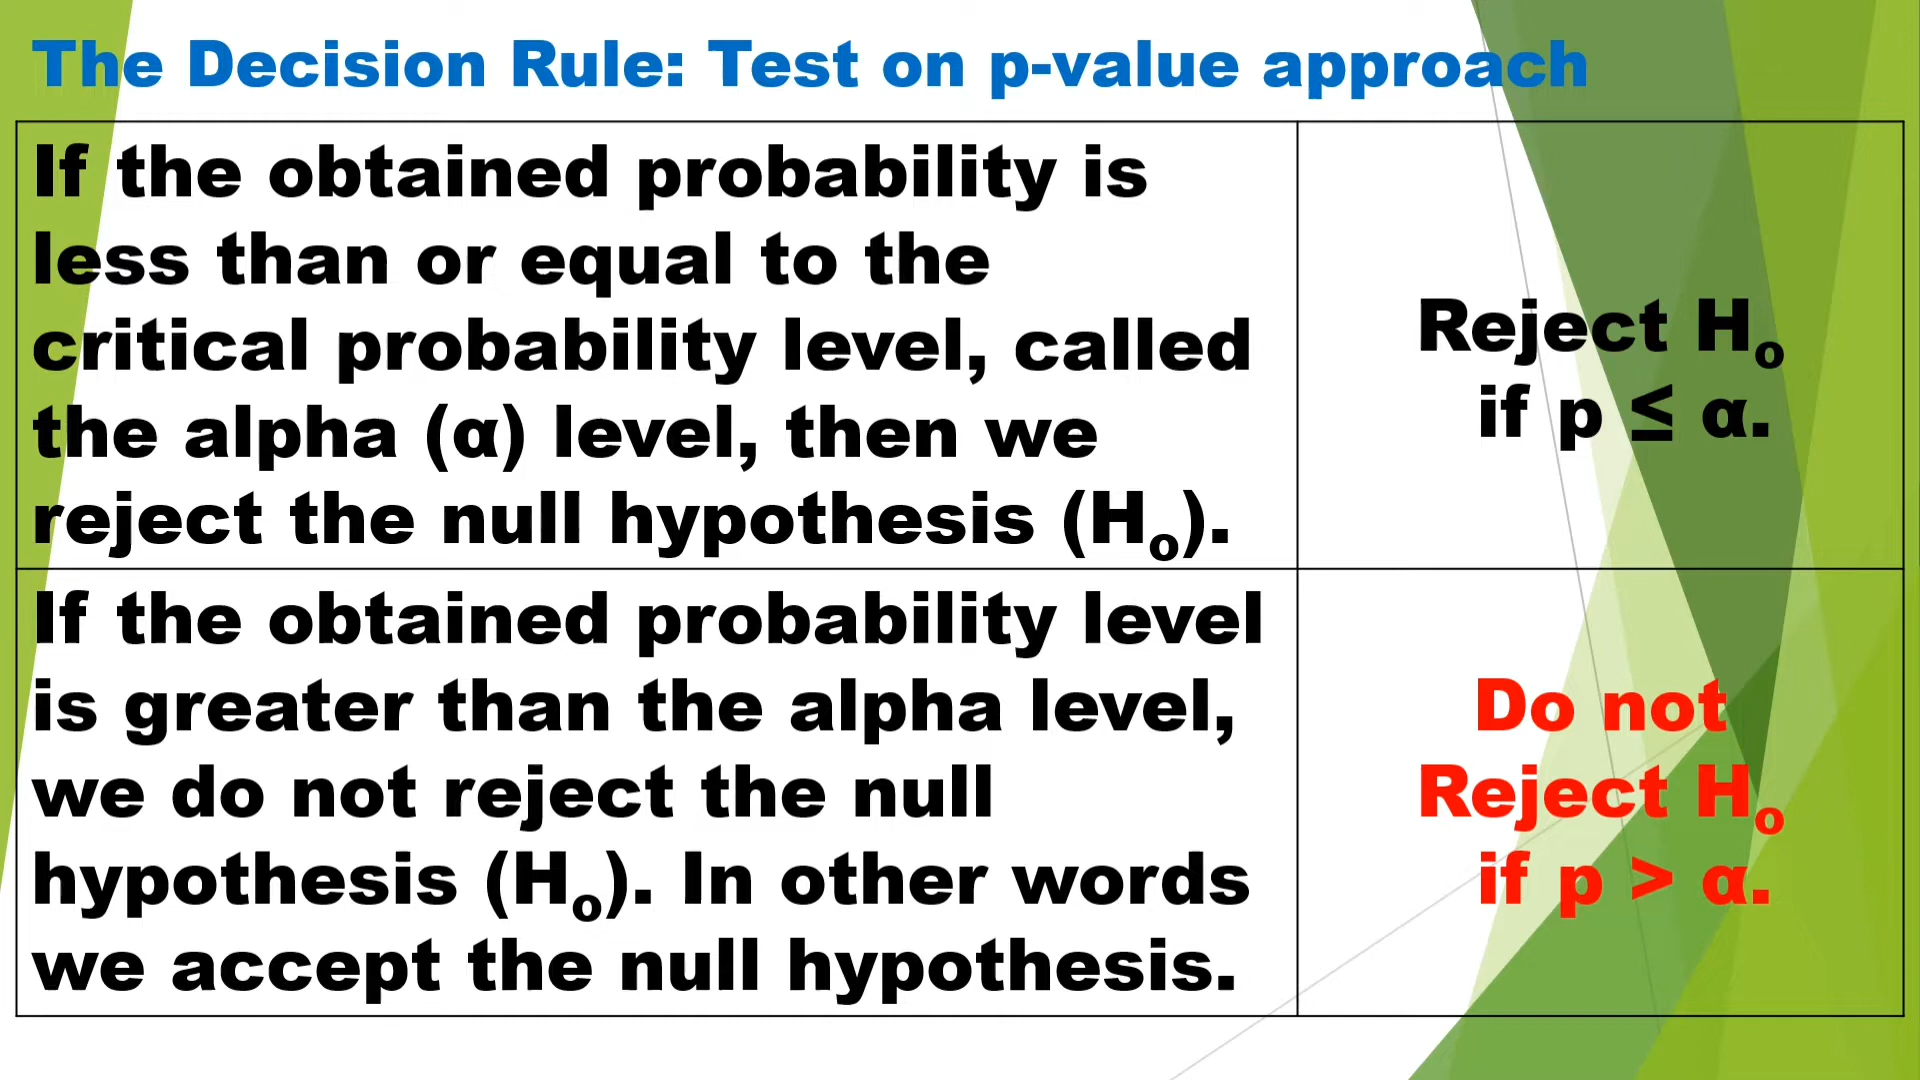 The Decision Rule: Test on p-value approach
If the obtained probability is
less than or equal to the
critical probability level, called
the alpha (α) level, then we
reject the null hypothesis (Hₒ).
Reject Hₒ
if p ≤ α.
If the obtained probability level
is greater than the alpha level,
we do not reject the null
hypothesis (Hₒ). In other words
we accept the null hypothesis.
Do not
Reject Hₒ
if p > α.